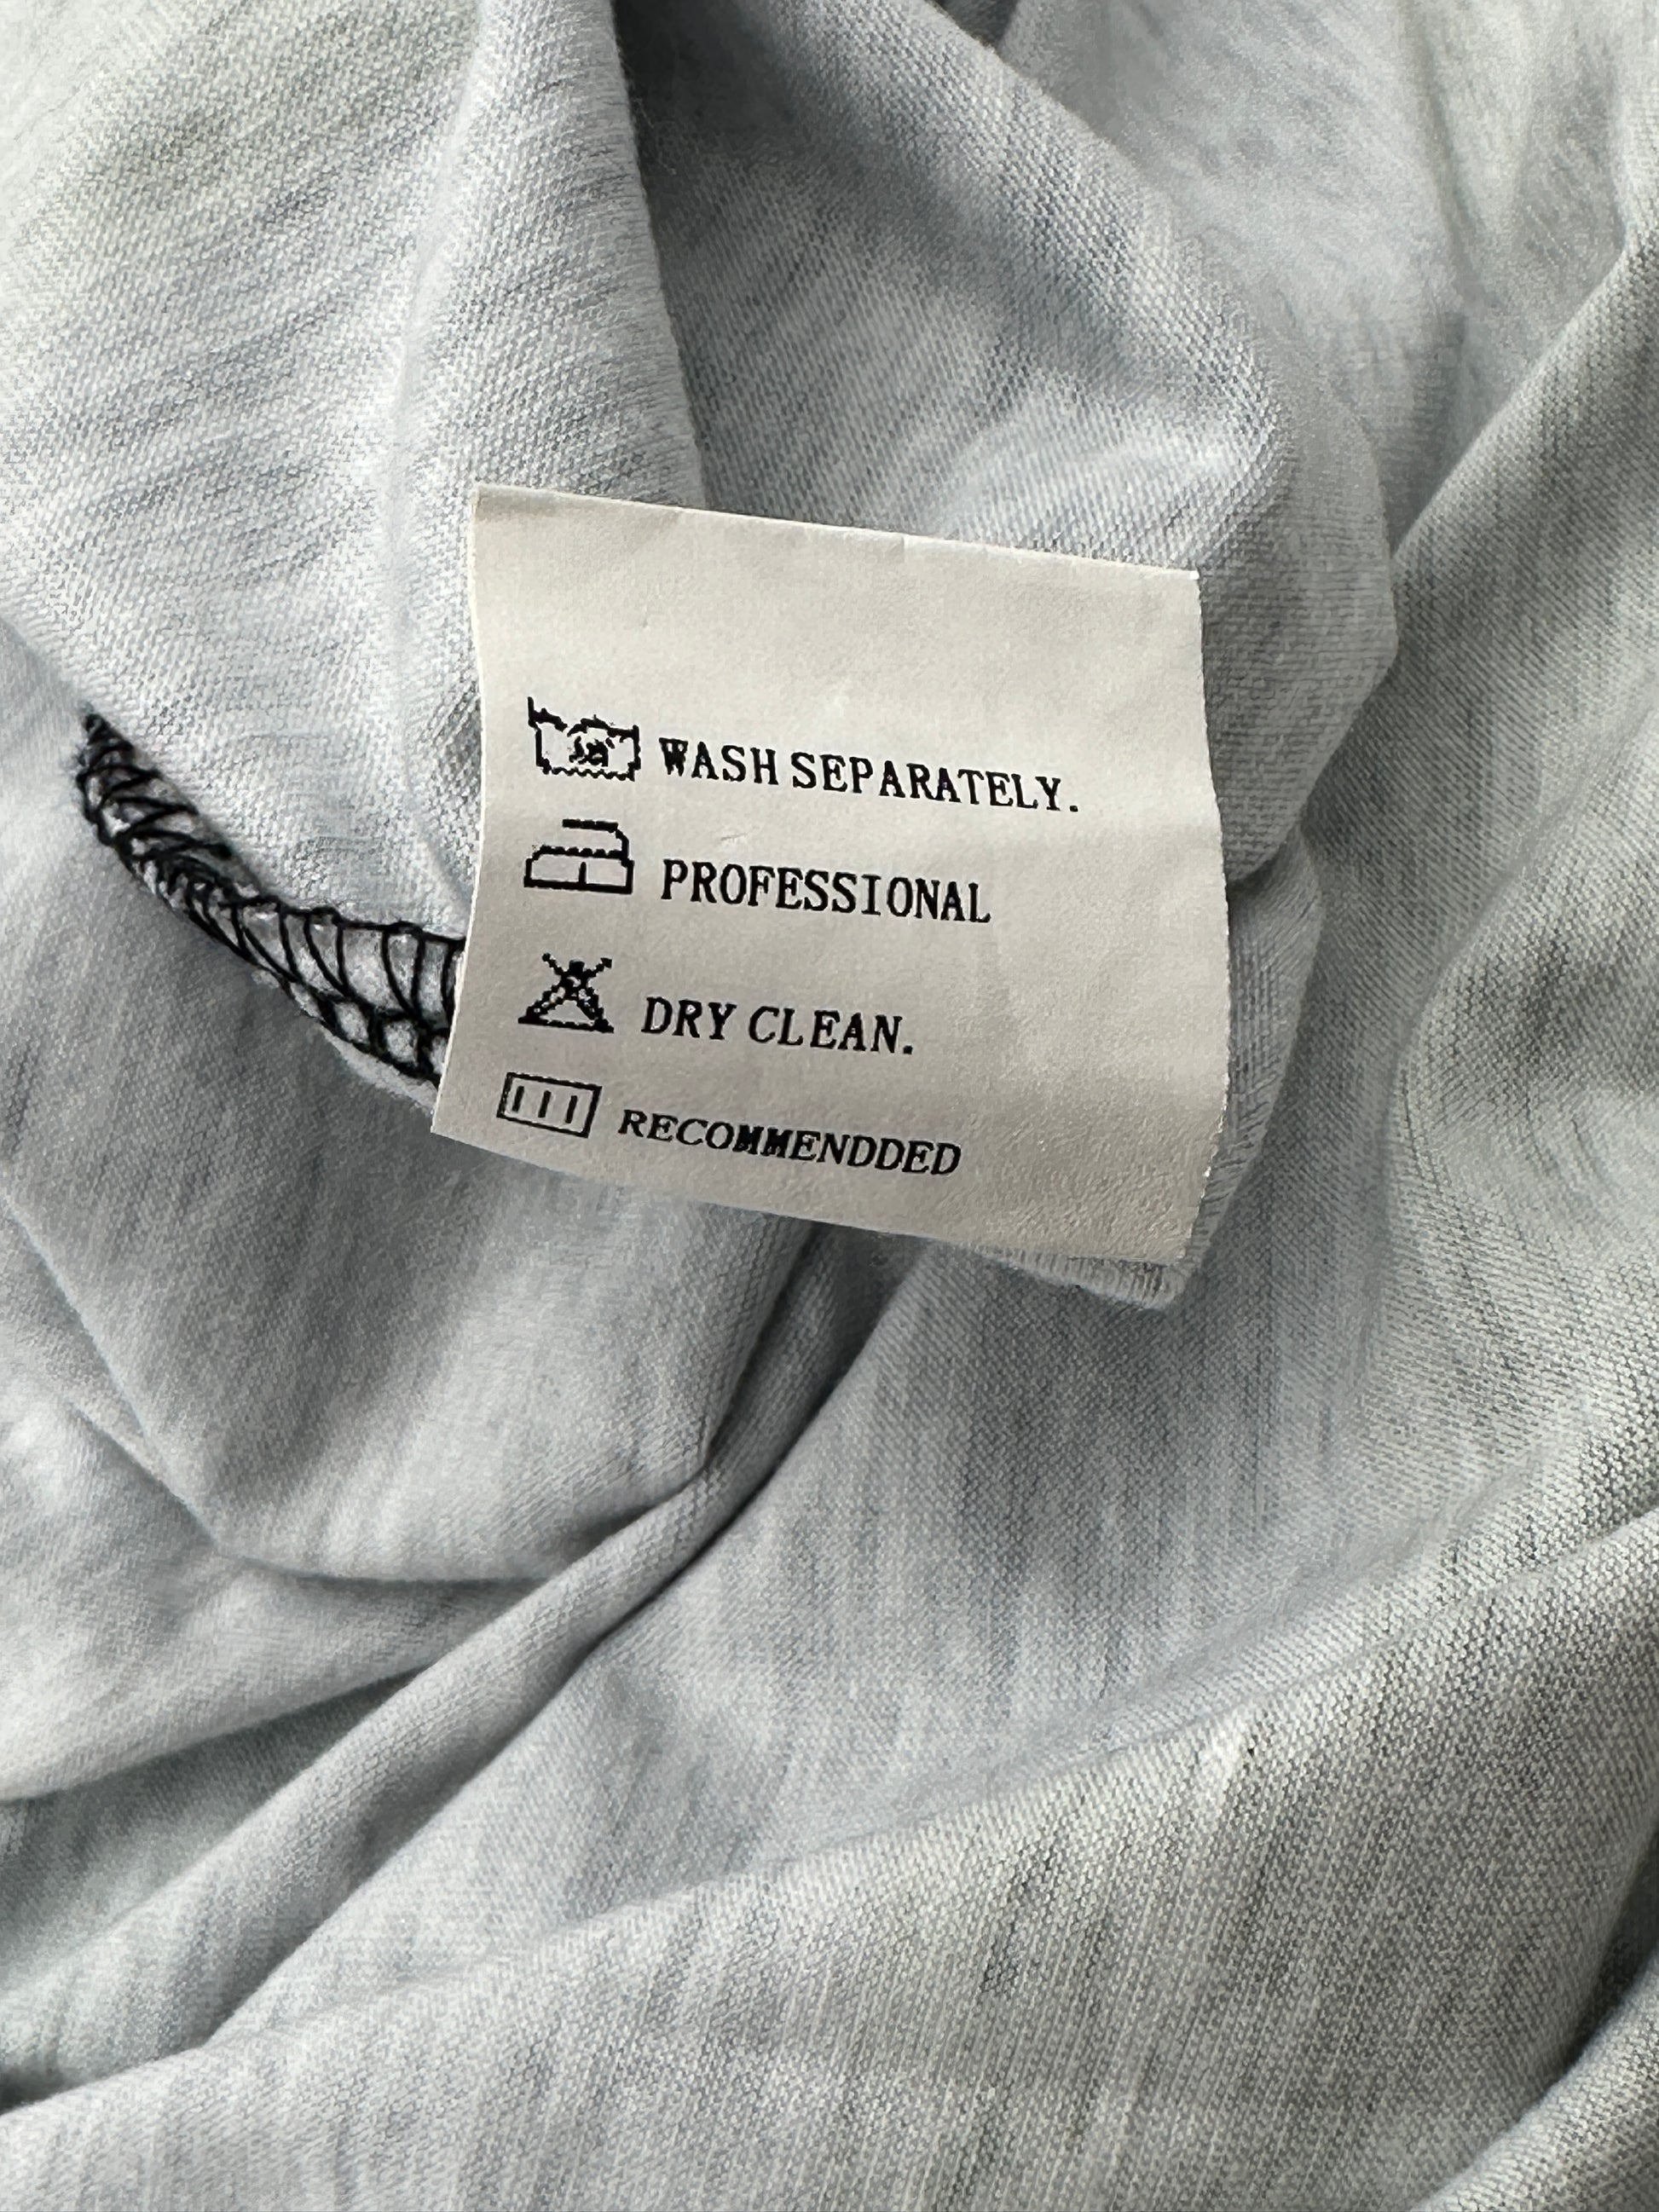 WASH SEPARATELY.
PROFESSIONAL
DRY CLEAN.
RECOMMENDDED